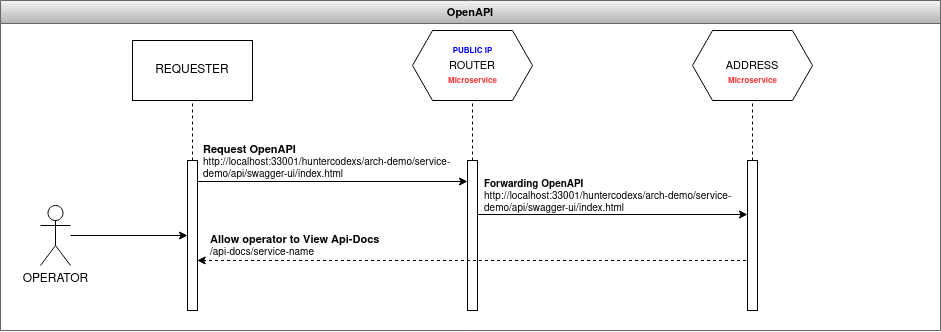 OpenAPI
REQUESTER
PUBLIC IP
ROUTER
Microservice
ADDRESS
Microservice
Request OpenAPI
http://localhost:33001/huntercodexs/arch-demo/service-
demo/api/swagger-ui/index.html
Forwarding OpenAPI
http://localhost:33001/huntercodexs/arch-demo/service-
demo/api/swagger-ui/index.html
Allow operator to View Api-Docs
/api-docs/service-name
OPERATOR